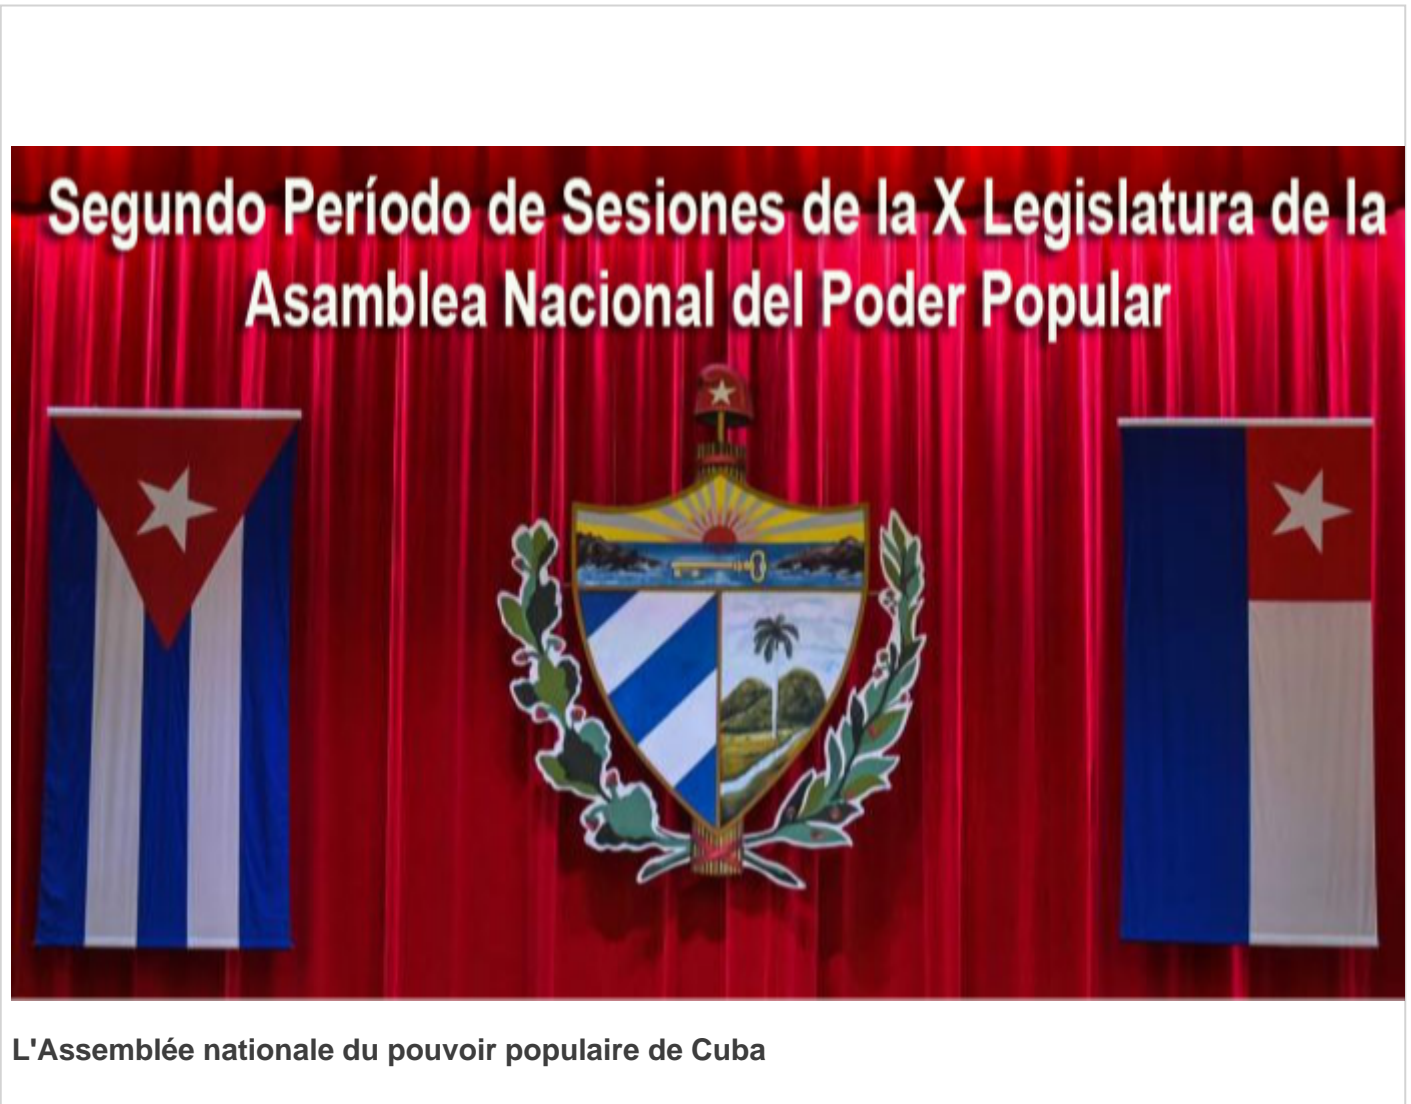 Segundo Período de Sesiones de la X Legislatura de la
Asamblea Nacional del Poder Popular
L'Assemblée nationale du pouvoir populaire de Cuba